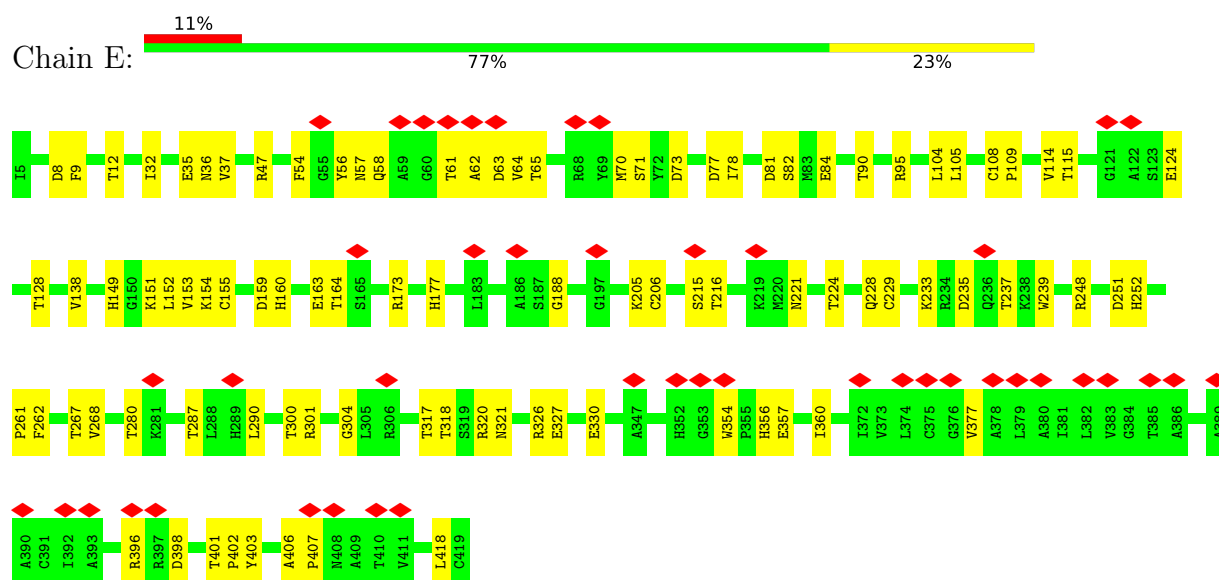 11%
Chain E:
77% 23%
I5 D8 F9 T12 I32 E35 N36 V37 R47 F54 G55 Y56 N57 Q58 A59 G60 T61 A62 D63 V64 T65 R68 Y69 M70 S71 Y72 D73 D77 I78 D81 S82 M83 E84 T90 R95 L104 L105 C108 P109 V114 T115 G121 A122 S123 E124
T128 V138 H149 G150 K151 L152 V153 K154 C155 D159 H160 E163 T164 S165 R173 H177 L183 A186 S187 G188 G197 K205 C206 S215 T216 K219 M220 N221 T224 Q228 C229 K233 R234 D235 Q236 T237 K238 W239 R248 D251 H252
P261 F262 T267 V268 T280 K281 T287 L288 H289 L290 T300 R301 G304 L305 R306 T317 T318 S319 R320 N321 R326 E327 E330 A347 H352 G353 W354 P355 H356 E357 I360 I372 V373 L374 C375 G376 V377 A378 L379 A380 I381 L382 V383 G384 T385 A386 A389
A390 C391 I392 A393 R396 R397 D398 T401 P402 Y403 A406 P407 N408 A409 T410 V411 L418 C419